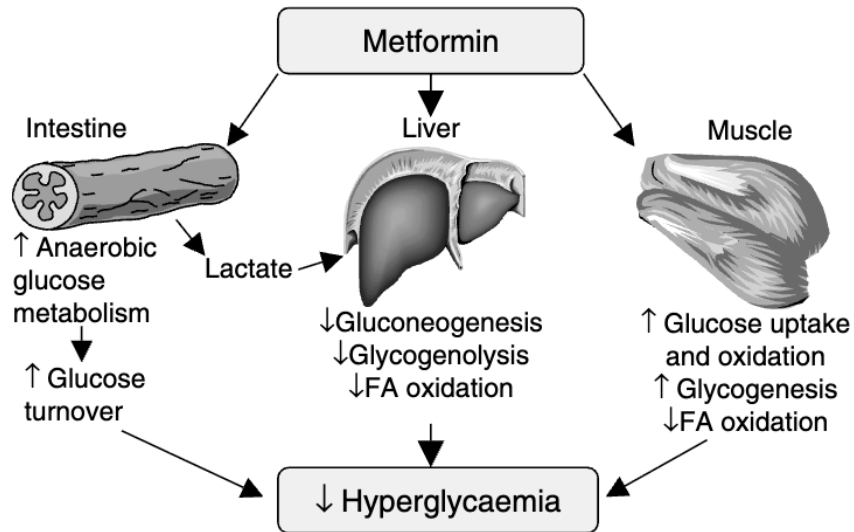 Metformin
Intestine
Liver
Muscle
↑ Anaerobic
glucose
metabolism
Lactate
↑ Glucose
turnover
↓Gluconeogenesis
↓Glycogenolysis
↓FA oxidation
↑ Glucose uptake
and oxidation
↑ Glycogenesis
↓FA oxidation
↓ Hyperglycaemia